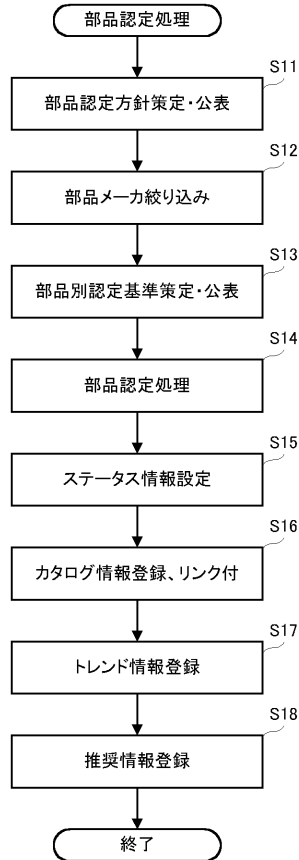 部品認定処理
S11
部品認定方針策定・公表
S12
部品メーカ絞り込み
S13
部品別認定基準策定・公表
S14
部品認定処理
S15
ステータス情報設定
S16
カタログ情報登録、リンク付
S17
トレンド情報登録
S18
推奨情報登録
終了